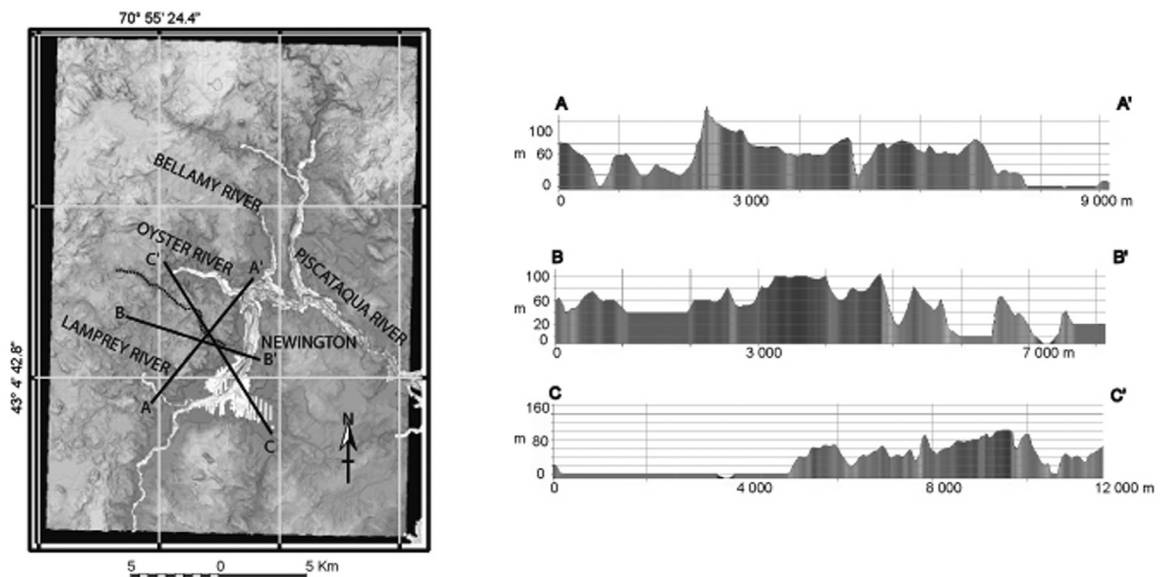 70° 55' 24.4"
43° 4' 42.8"
BELLAMY RIVER
OYSTER RIVER
PISCATAQUA RIVER
C'
A'
B
LAMPREY RIVER
NEWINGTON
B'
A
C
N
5 0 5 Km
A A'
100
m 60
0
0 3 000 9 000 m
B B'
100
m 60
20
0
0 3 000 7 000 m
C C'
160
m 80
0
0 4 000 8 000 12 000 m